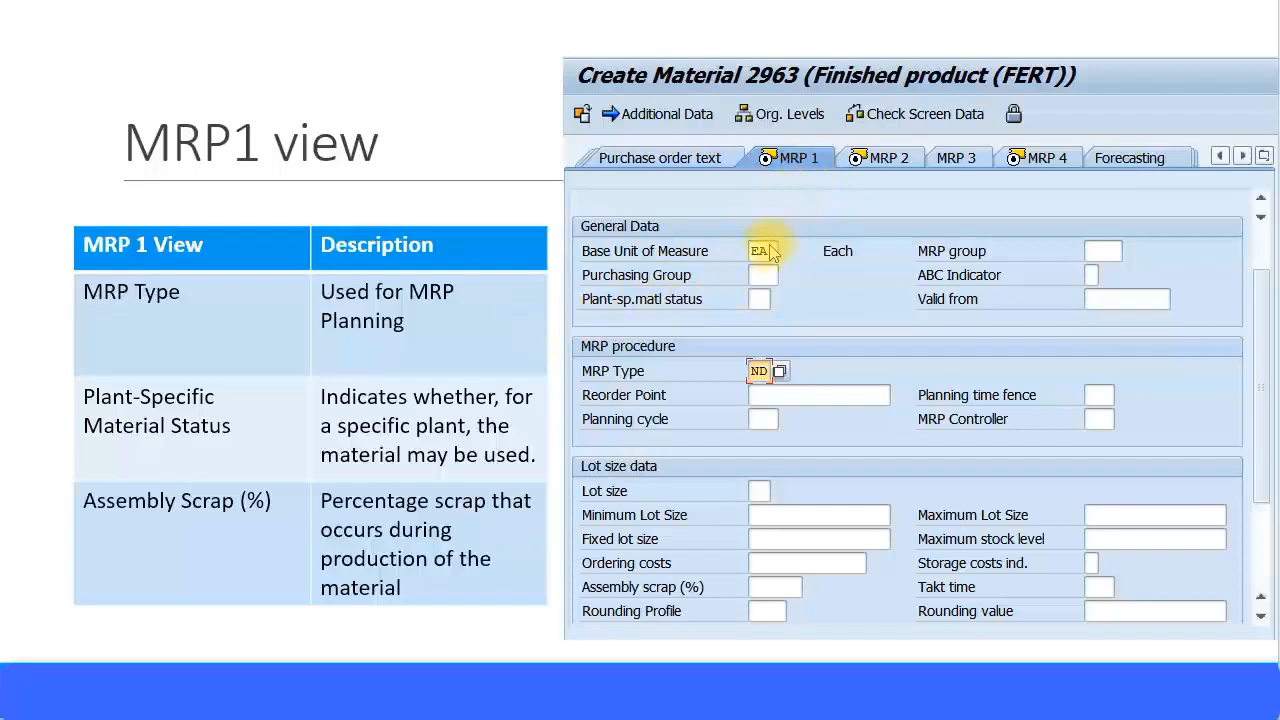 MRP1 view
MRP 1 View Description
MRP Type Used for MRP
Planning
Plant-Specific Indicates whether, for
Material Status a specific plant, the
material may be used.
Assembly Scrap (%) Percentage scrap that
occurs during
production of the
material
Create Material 2963 (Finished product (FERT))
Additional Data Org. Levels Check Screen Data
Purchase order text MRP 1 MRP 2 MRP 3 MRP 4 Forecasting
General Data
Base Unit of Measure EA Each MRP group
Purchasing Group ABC Indicator
Plant-sp.matl status Valid from
MRP procedure
MRP Type ND
Reorder Point Planning time fence
Planning cycle MRP Controller
Lot size data
Lot size
Minimum Lot Size Maximum Lot Size
Fixed lot size Maximum stock level
Ordering costs Storage costs ind.
Assembly scrap (%) Takt time
Rounding Profile Rounding value